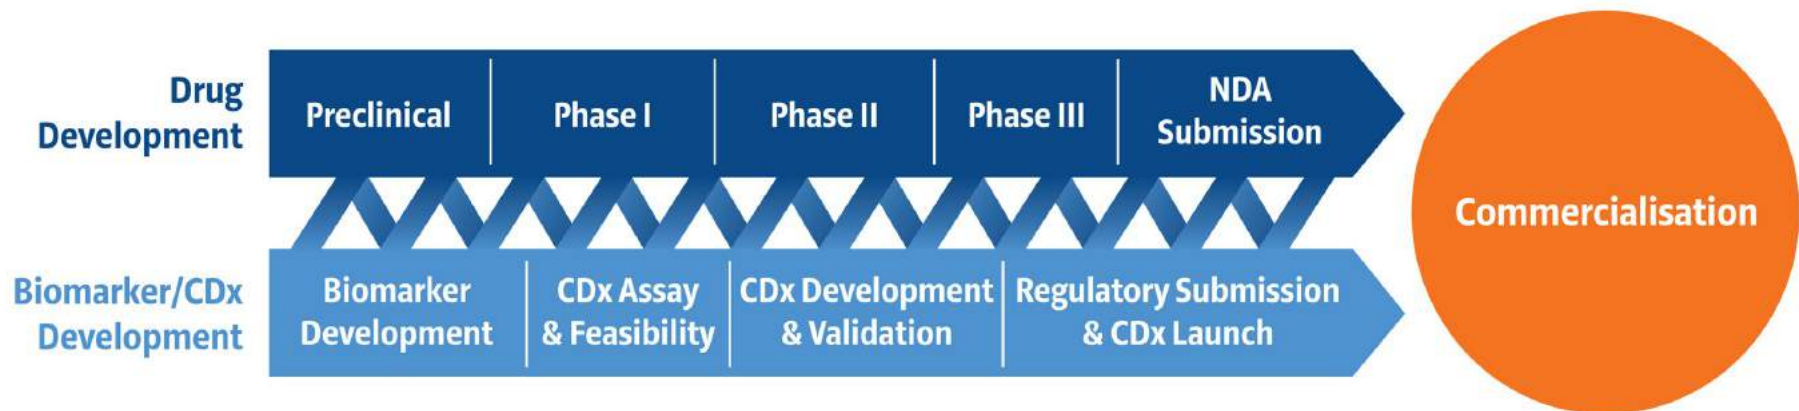 Drug
Development
Preclinical
Phase I
Phase II
Phase III
NDA
Submission
Commercialisation
Biomarker/CDx
Development
Biomarker
Development
CDx Assay
& Feasibility
CDx Development
& Validation
Regulatory Submission
& CDx Launch